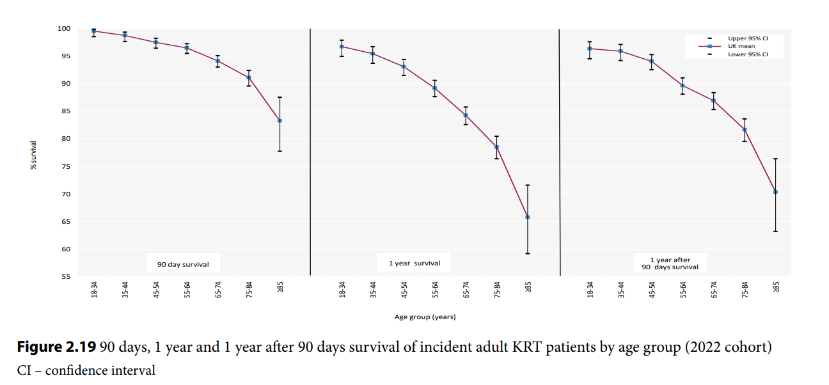 100
95
90
85
80
75
70
65
60
55
% survival
Upper 95% CI
UK mean
Lower 95% CI
90 day survival
1 year survival
1 year after
90 days survival
18-34
35-44
45-54
55-64
65-74
75-84
≥85
18-34
35-44
45-54
55-64
65-74
75-84
≥85
18-34
35-44
45-54
55-64
65-74
75-84
≥85
Age group (years)
Figure 2.19 90 days, 1 year and 1 year after 90 days survival of incident adult KRT patients by age group (2022 cohort)
CI – confidence interval